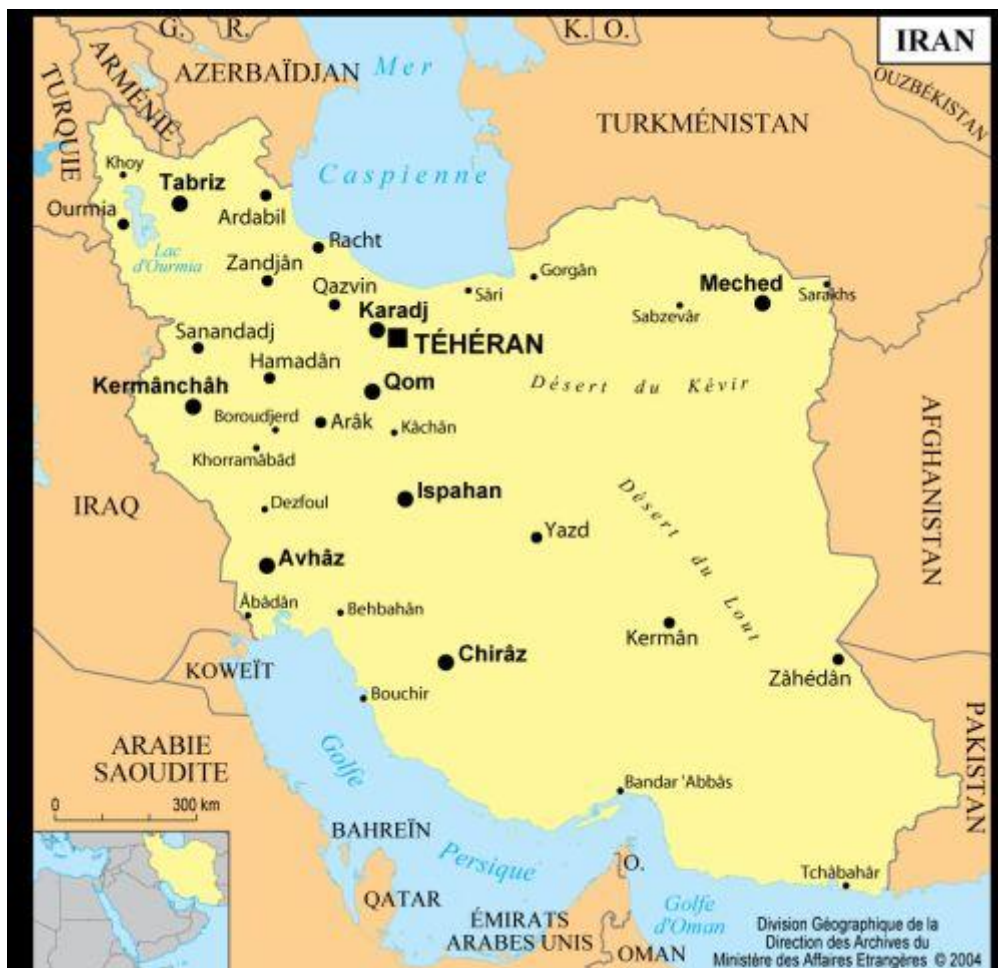 G.
R.
K.
O.
IRAN
ARMÉNIE
AZERBAÏDJAN
Mer
Caspienne
TURQUIE
TURKMÉNISTAN
OUZBÉKISTAN
Khoy
Tabriz
Ourmia
Ardabil
Lac
d'Ourmia
Racht
Zandjân
Gorgân
Qazvin
Sâri
Meched
Sarakhs
Karadj
Sabzevâr
TÉHÉRAN
Sanandadj
Hamadân
Qom
Désert du Kévir
Kermânchâh
Boroudjerd
Arâk
Kâchân
Khorramâbâd
AFGHANISTAN
IRAQ
Dezfoul
Ispahan
Yazd
Désert du Lout
Avhâz
Âbâdân
Behbahân
Kermân
KOWEÏT
Chirâz
Zâhédân
Bouchir
PAKISTAN
ARABIE
SAOUDITE
Golfe
Persique
0 300 km
Bandar 'Abbâs
BAHREÏN
O.
QATAR
Tchâbahâr
ÉMIRATS
ARABES UNIS
Golfe
d'Oman
OMAN
Division Géographique de la
Direction des Archives du
Ministère des Affaires Etrangères © 2004